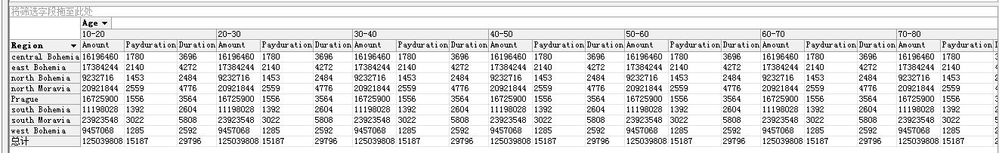 将筛选字段拖至此处
Age
10-20 20-30 30-40 40-50 50-60 60-70 70-80
Region Amount Payduration Duration Amount Payduration Duration Amount Payduration Duration Amount Payduration Duration Amount Payduration Duration Amount Payduration Duration Amount Payduration
central Bohemia 16196460 1780 3696 16196460 1780 3696 16196460 1780 3696 16196460 1780 3696 16196460 1780 3696 16196460 1780 3696 16196460 1780
east Bohemia 17384244 2140 4272 17384244 2140 4272 17384244 2140 4272 17384244 2140 4272 17384244 2140 4272 17384244 2140 4272 17384244 2140
north Bohemia 9232716 1453 2484 9232716 1453 2484 9232716 1453 2484 9232716 1453 2484 9232716 1453 2484 9232716 1453 2484 9232716 1453
north Moravia 20921844 2559 4776 20921844 2559 4776 20921844 2559 4776 20921844 2559 4776 20921844 2559 4776 20921844 2559 4776 20921844 2559
Prague 16725900 1556 3564 16725900 1556 3564 16725900 1556 3564 16725900 1556 3564 16725900 1556 3564 16725900 1556 3564 16725900 1556
south Bohemia 11198028 1392 2604 11198028 1392 2604 11198028 1392 2604 11198028 1392 2604 11198028 1392 2604 11198028 1392 2604 11198028 1392
south Moravia 23923548 3022 5808 23923548 3022 5808 23923548 3022 5808 23923548 3022 5808 23923548 3022 5808 23923548 3022 5808 23923548 3022
west Bohemia 9457068 1285 2592 9457068 1285 2592 9457068 1285 2592 9457068 1285 2592 9457068 1285 2592 9457068 1285 2592 9457068 1285
总计 125039808 15187 29796 125039808 15187 29796 125039808 15187 29796 125039808 15187 29796 125039808 15187 29796 125039808 15187 29796 125039808 15187